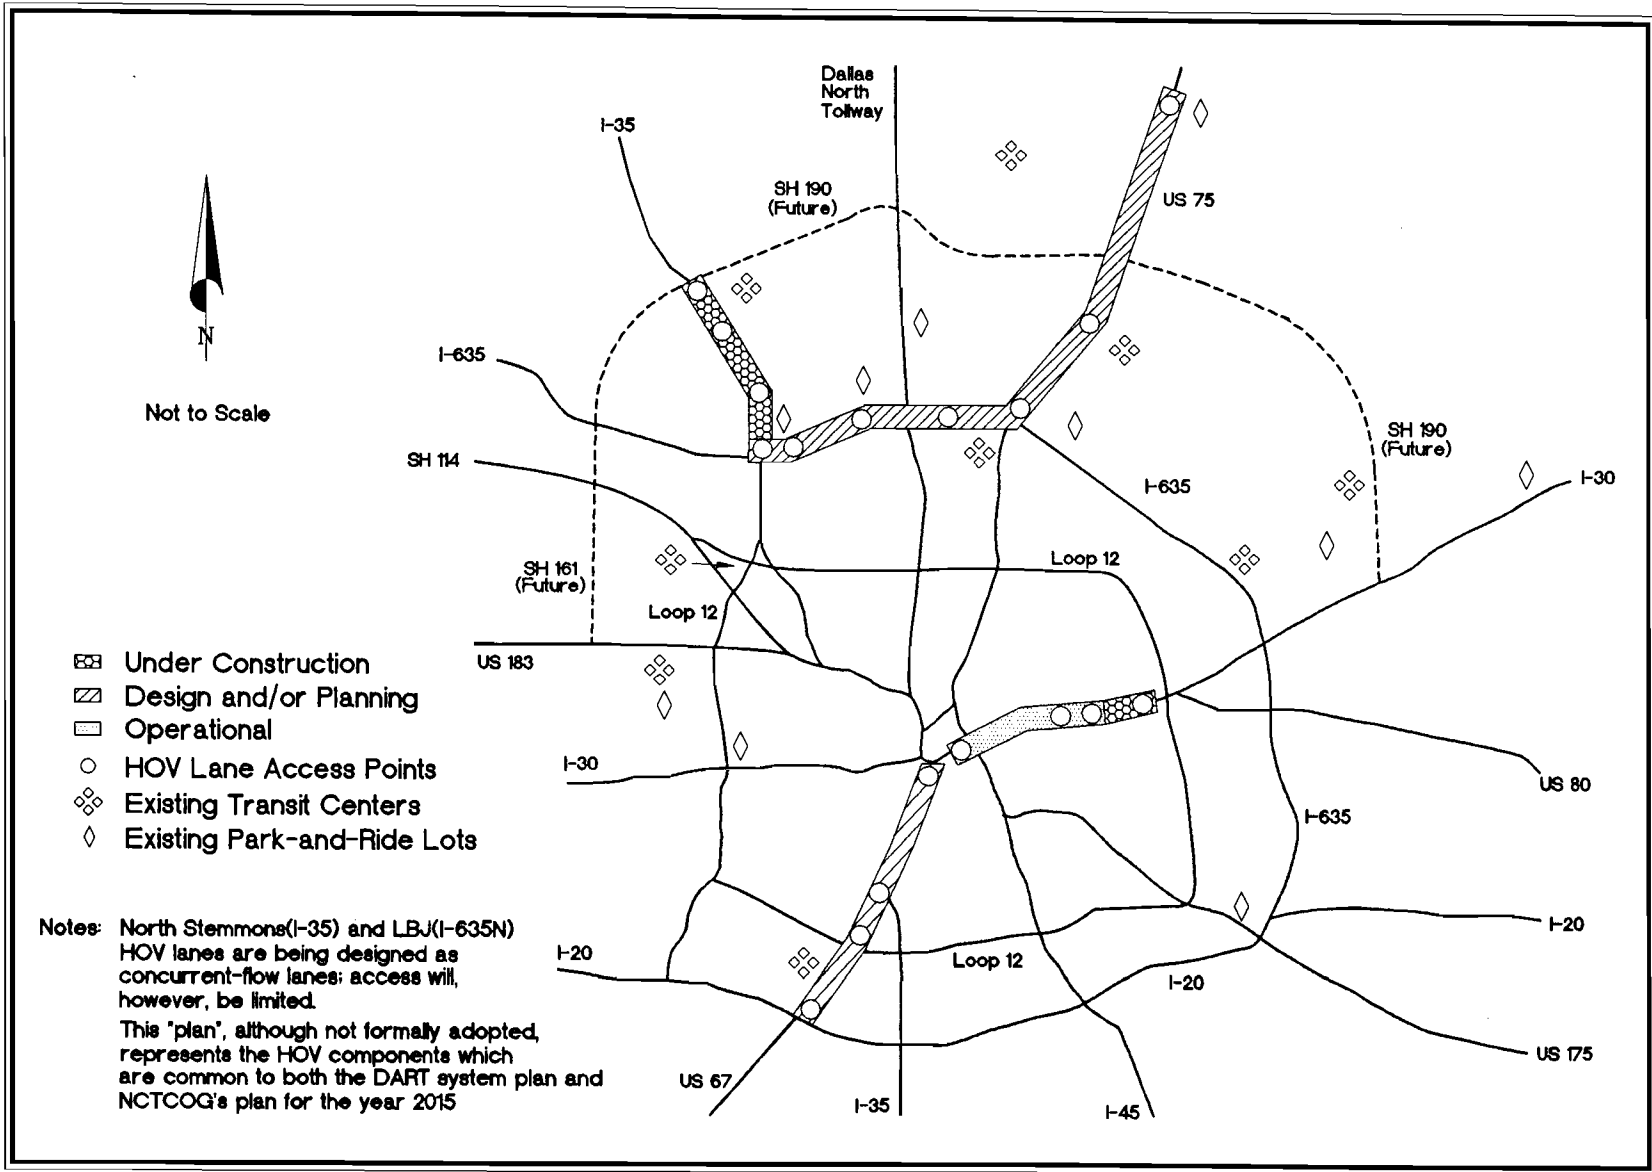 Dallas
North
Tollway
I-35
SH 190
(Future)
US 75
N
Not to Scale
I-635
SH 114
SH 190
(Future)
I-635
I-30
SH 161
(Future)
Loop 12
Loop 12
US 183
Under Construction
Design and/or Planning
Operational
HOV Lane Access Points
Existing Transit Centers
Existing Park-and-Ride Lots
I-30
US 80
I-635
Notes: North Stemmons(I-35) and LBJ(I-635N)
HOV lanes are being designed as
concurrent-flow lanes; access will,
however, be limited.
This "plan", although not formally adopted,
represents the HOV components which
are common to both the DART system plan and
NCTCOG's plan for the year 2015
I-20
Loop 12
I-20
I-20
US 175
US 67
I-35
I-45